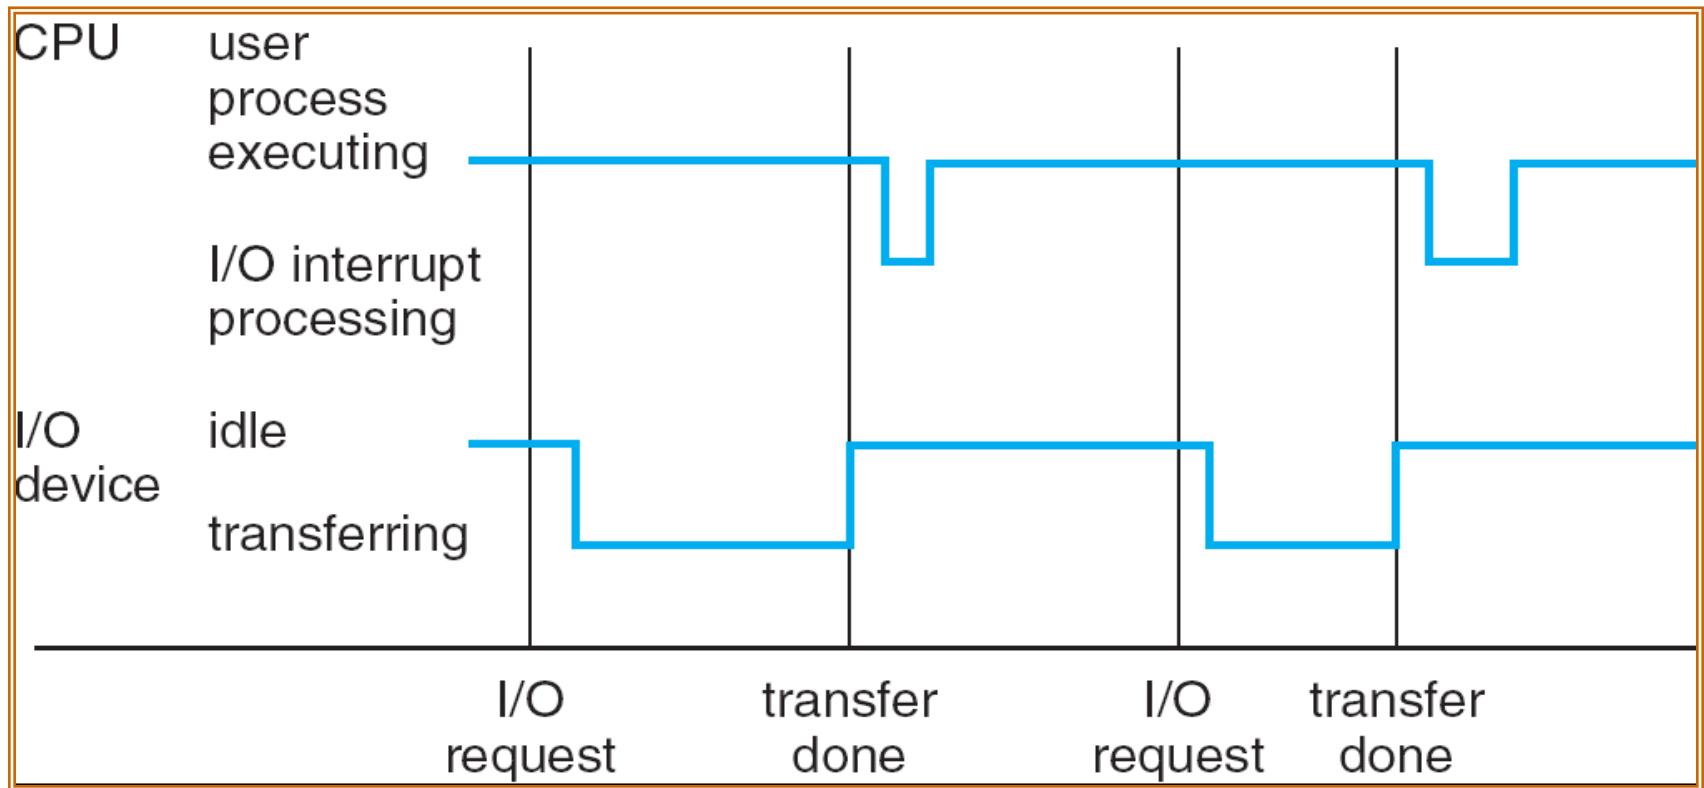 CPU user
process
executing
I/O interrupt
processing
I/O idle
device
transferring
I/O transfer I/O transfer
request done request done